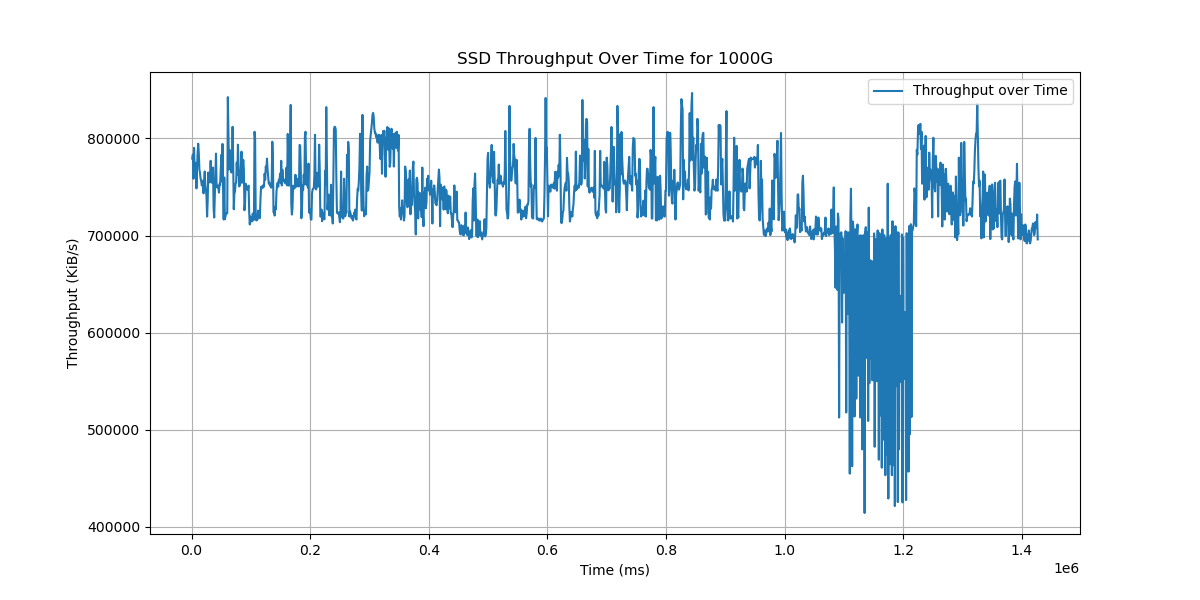 SSD Throughput Over Time for 1000G
Throughput over Time
800000
700000
600000
500000
400000
Throughput (KiB/s)
0.0 0.2 0.4 0.6 0.8 1.0 1.2 1.4
1e6
Time (ms)